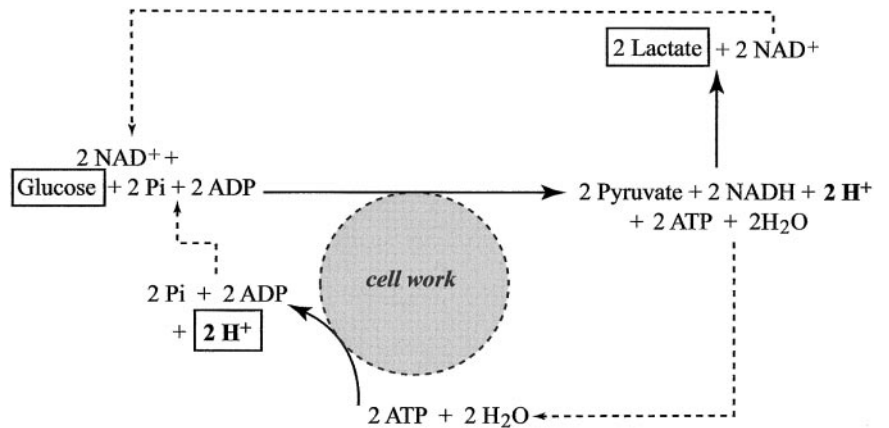 2 Lactate + 2 NAD⁺
2 NAD⁺ +
Glucose + 2 Pi + 2 ADP
2 Pyruvate + 2 NADH + 2 H⁺
+ 2 ATP + 2H₂O
cell work
2 Pi + 2 ADP
+ 2 H⁺
2 ATP + 2 H₂O